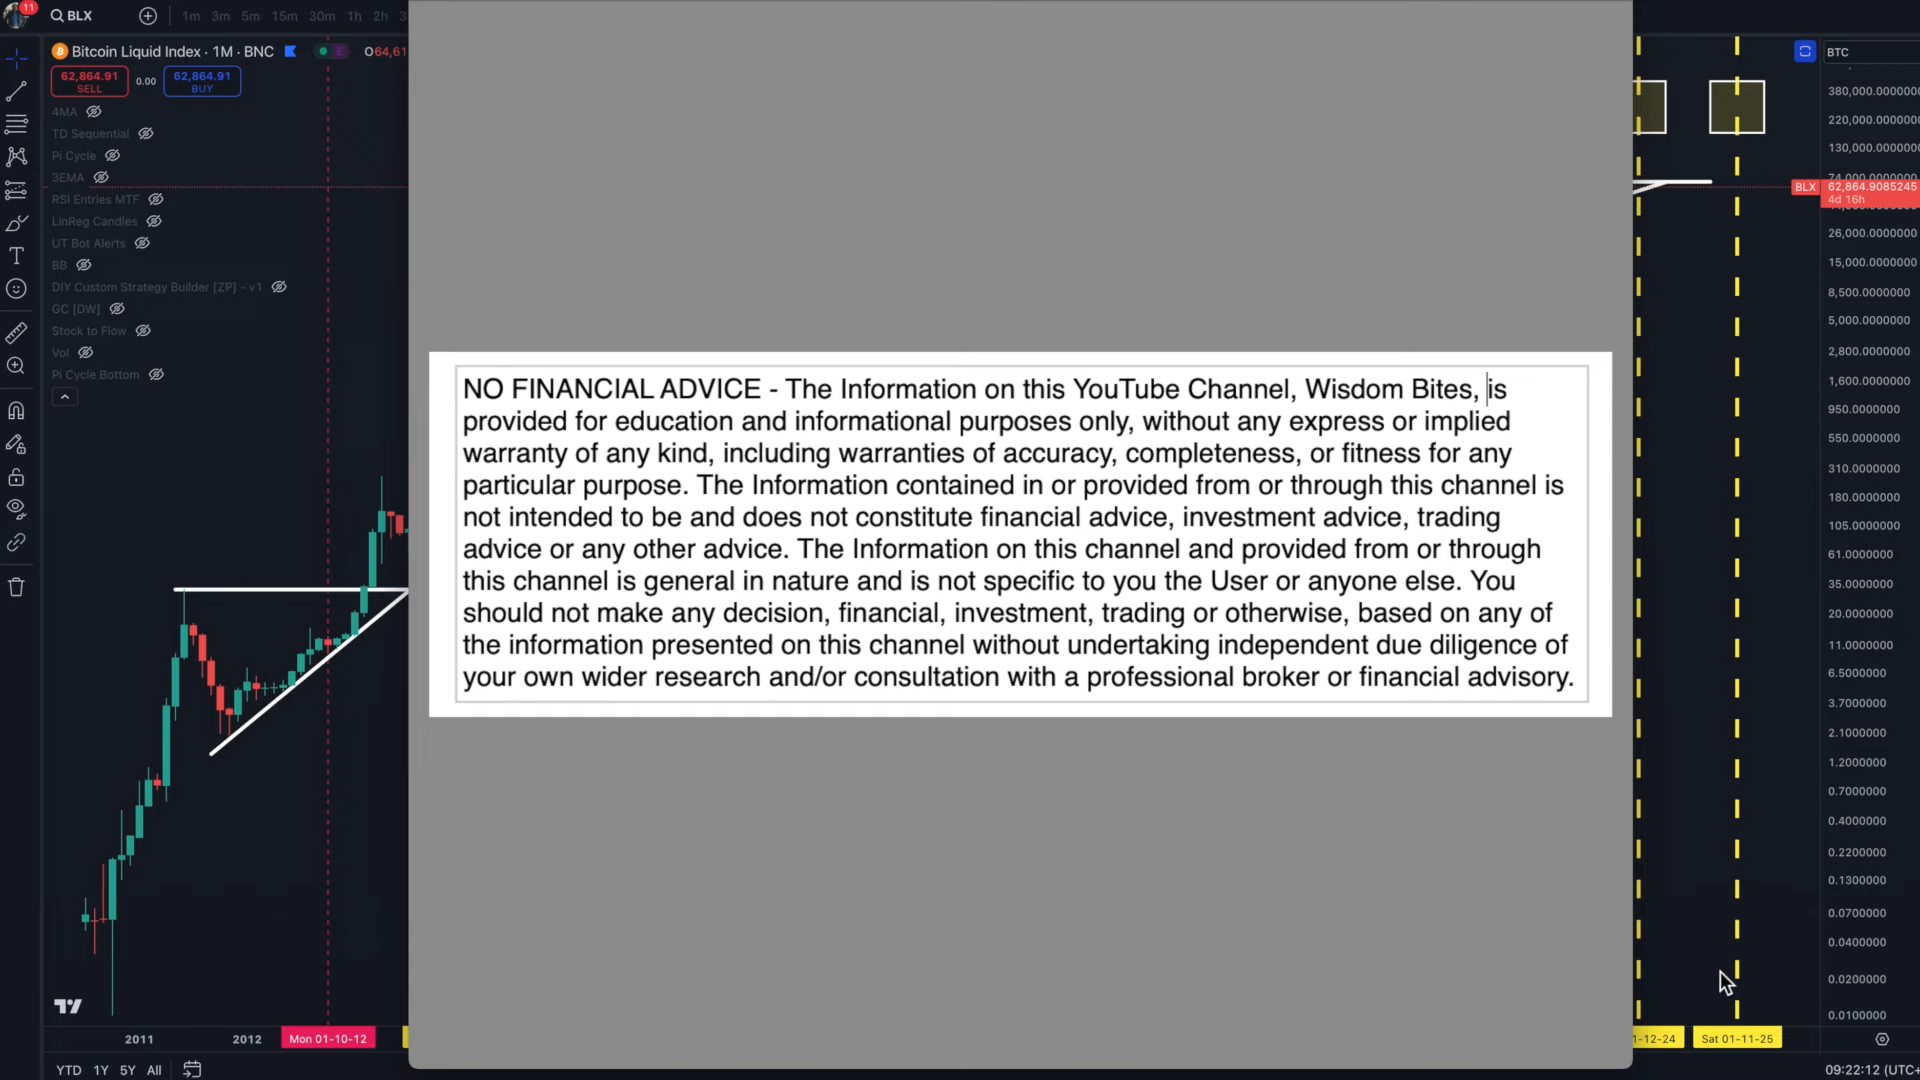 11
BLX
1m 3m 5m 15m 30m 1h 2h
Bitcoin Liquid Index · 1M · BNC
E
O64,61
BTC
62,864.91
SELL
0.00
62,864.91
BUY
4MA
TD Sequential
Pi Cycle
3EMA
RSI Entries MTF
LinReg Candles
UT Bot Alerts
BB
DIY Custom Strategy Builder [ZP] - v1
GC [DW]
Stock to Flow
Vol
Pi Cycle Bottom
NO FINANCIAL ADVICE - The Information on this YouTube Channel, Wisdom Bites, is
provided for education and informational purposes only, without any express or implied
warranty of any kind, including warranties of accuracy, completeness, or fitness for any
particular purpose. The Information contained in or provided from or through this channel is
not intended to be and does not constitute financial advice, investment advice, trading
advice or any other advice. The Information on this channel and provided from or through
this channel is general in nature and is not specific to you the User or anyone else. You
should not make any decision, financial, investment, trading or otherwise, based on any of
the information presented on this channel without undertaking independent due diligence of
your own wider research and/or consultation with a professional broker or financial advisory.
380,000.0000000
220,000.0000000
130,000.0000000
BLX
62,864.9085245
4d 16h
26,000.0000000
15,000.0000000
8,500.0000000
5,000.0000000
2,800.0000000
1,600.0000000
950.0000000
550.0000000
310.0000000
180.0000000
105.0000000
61.0000000
35.0000000
20.0000000
11.0000000
6.5000000
3.7000000
2.1000000
1.2000000
0.7000000
0.4000000
0.2200000
0.1300000
0.0700000
0.0400000
0.0200000
0.0100000
2011 2012 Mon 01-10-12
1-12-24 Sat 01-11-25
YTD 1Y 5Y All
09:22:12 (UTC+